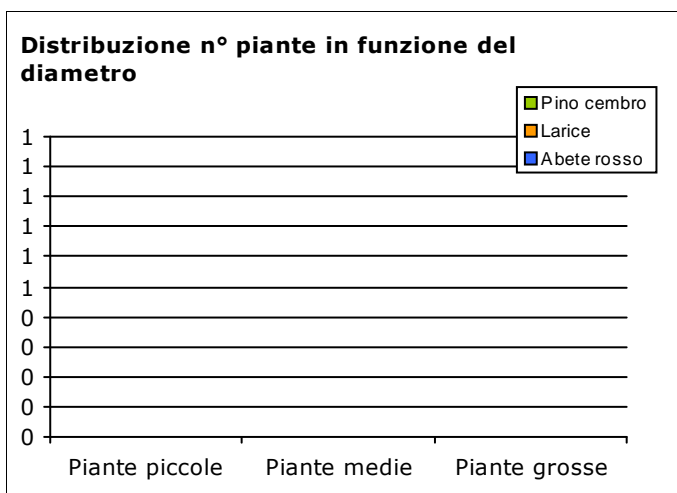 Distribuzione n° piante in funzione del
diametro
Pino cembro
Larice
Abete rosso
1
1
1
1
1
1
0
0
0
0
0
Piante piccole
Piante medie
Piante grosse